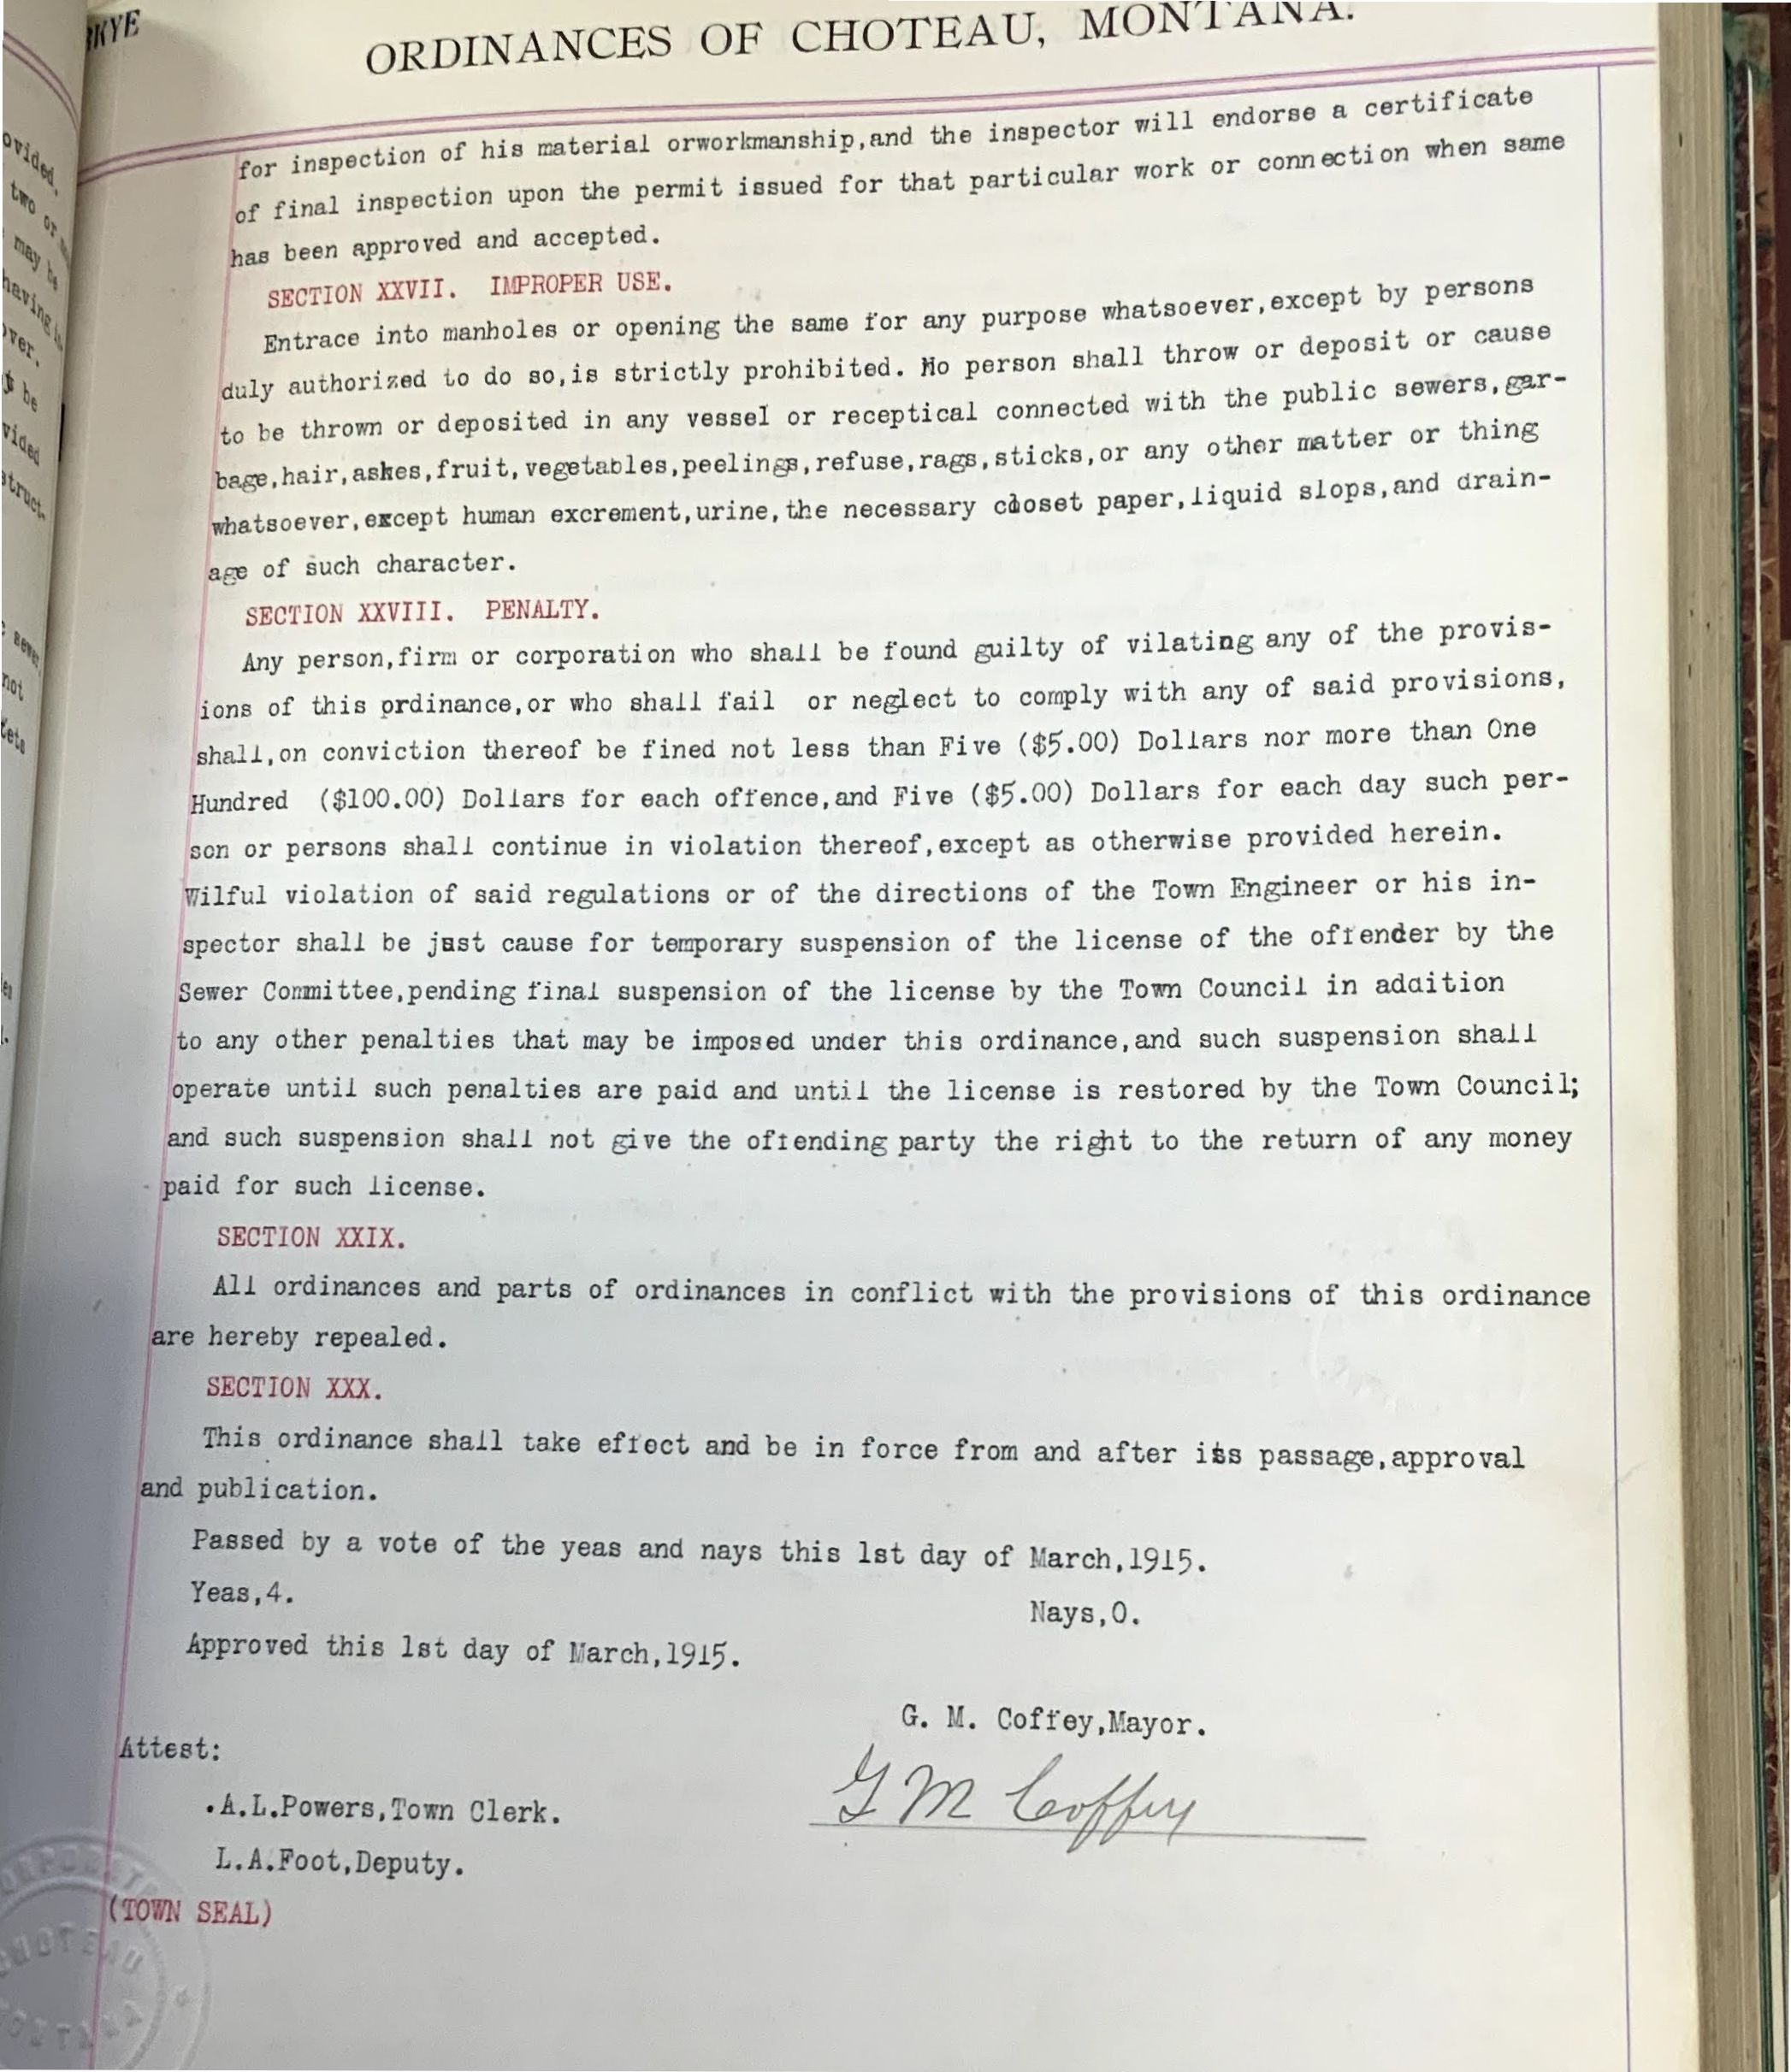 ORDINANCES OF CHOTEAU, MONTANA.
for inspection of his material orworkmanship,and the inspector will endorse a certificate
of final inspection upon the permit issued for that particular work or connection when same
has been approved and accepted.
SECTION XXVII. IMPROPER USE.
Entrace into manholes or opening the same for any purpose whatsoever,except by persons
duly authorized to do so,is strictly prohibited. No person shall throw or deposit or cause
to be thrown or deposited in any vessel or receptical connected with the public sewers,gar-
bage,hair,ashes,fruit,vegetables,peelings,refuse,rags,sticks,or any other matter or thing
whatsoever,except human excrement,urine,the necessary closet paper,liquid slops,and drain-
age of such character.
SECTION XXVIII. PENALTY.
Any person,firm or corporation who shall be found guilty of vilating any of the provis-
ions of this ordinance,or who shall fail or neglect to comply with any of said provisions,
shall,on conviction thereof be fined not less than Five ($5.00) Dollars nor more than One
Hundred ($100.00) Dollars for each offence,and Five ($5.00) Dollars for each day such per-
son or persons shall continue in violation thereof,except as otherwise provided herein.
Wilful violation of said regulations or of the directions of the Town Engineer or his in-
spector shall be just cause for temporary suspension of the license of the offender by the
Sewer Committee,pending final suspension of the license by the Town Council in addition
to any other penalties that may be imposed under this ordinance,and such suspension shall
operate until such penalties are paid and until the license is restored by the Town Council;
and such suspension shall not give the offending party the right to the return of any money
paid for such license.
SECTION XXIX.
All ordinances and parts of ordinances in conflict with the provisions of this ordinance
are hereby repealed.
SECTION XXX.
This ordinance shall take effect and be in force from and after its passage,approval
and publication.
Passed by a vote of the yeas and nays this 1st day of March,1915.
Yeas,4. Nays,0.
Approved this 1st day of March,1915.
G. M. Coffey,Mayor.
G M Coffey
Attest:
.A.L.Powers,Town Clerk.
L.A.Foot,Deputy.
(TOWN SEAL)
CHOTEAU